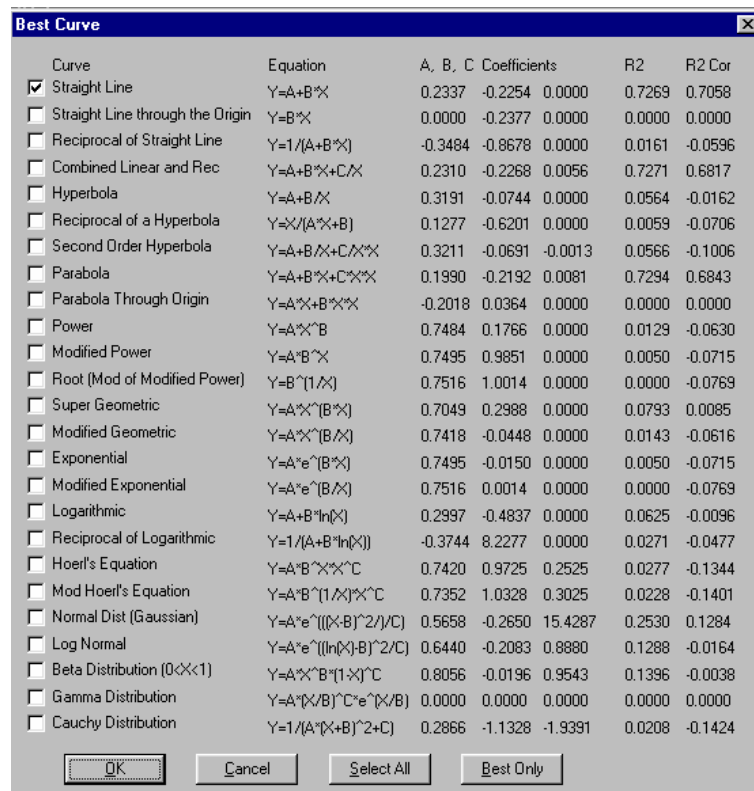 Best Curve
Curve Equation A, B, C Coefficients R2 R2 Cor
Straight Line Y=A+B*X 0.2337 -0.2254 0.0000 0.7269 0.7058
Straight Line through the Origin Y=B*X 0.0000 -0.2377 0.0000 0.0000 0.0000
Reciprocal of Straight Line Y=1/(A+B*X) -0.3484 -0.8678 0.0000 0.0161 -0.0596
Combined Linear and Rec Y=A+B*X+C/X 0.2310 -0.2268 0.0056 0.7271 0.6817
Hyperbola Y=A+B/X 0.3191 -0.0744 0.0000 0.0564 -0.0162
Reciprocal of a Hyperbola Y=X/(A*X+B) 0.1277 -0.6201 0.0000 0.0059 -0.0706
Second Order Hyperbola Y=A+B/X+C/X*X 0.3211 -0.0691 -0.0013 0.0566 -0.1006
Parabola Y=A+B*X+C*X*X 0.1990 -0.2192 0.0081 0.7294 0.6843
Parabola Through Origin Y=A*X+B*X*X -0.2018 0.0364 0.0000 0.0000 0.0000
Power Y=A*X^B 0.7484 0.1766 0.0000 0.0129 -0.0630
Modified Power Y=A*B^X 0.7495 0.9851 0.0000 0.0050 -0.0715
Root (Mod of Modified Power) Y=B^(1/X) 0.7516 1.0014 0.0000 0.0000 -0.0769
Super Geometric Y=A*X^(B*X) 0.7049 0.2988 0.0000 0.0793 0.0085
Modified Geometric Y=A*X^(B/X) 0.7418 -0.0448 0.0000 0.0143 -0.0616
Exponential Y=A*e^(B*X) 0.7495 -0.0150 0.0000 0.0050 -0.0715
Modified Exponential Y=A*e^(B/X) 0.7516 0.0014 0.0000 0.0000 -0.0769
Logarithmic Y=A+B*ln(X) 0.2997 -0.4837 0.0000 0.0625 -0.0096
Reciprocal of Logarithmic Y=1/(A+B*ln(X)) -0.3744 8.2277 0.0000 0.0271 -0.0477
Hoerl's Equation Y=A*B^X*X^C 0.7420 0.9725 0.2525 0.0277 -0.1344
Mod Hoerl's Equation Y=A*B^(1/X)*X^C 0.7352 1.0328 0.3025 0.0228 -0.1401
Normal Dist (Gaussian) Y=A*e^(((X-B)^2/)/C) 0.5658 -0.2650 15.4287 0.2530 0.1284
Log Normal Y=A*e^((ln(X)-B)^2/C) 0.6440 -0.2083 0.8880 0.1288 -0.0164
Beta Distribution (0<X<1) Y=A*X^B*(1-X)^C 0.8056 -0.0196 0.9543 0.1396 -0.0038
Gamma Distribution Y=A*(X/B)^C*e^(X/B) 0.0000 0.0000 0.0000 0.0000 0.0000
Cauchy Distribution Y=1/(A*(X+B)^2+C) 0.2866 -1.1328 -1.9391 0.0208 -0.1424
OK Cancel Select All Best Only